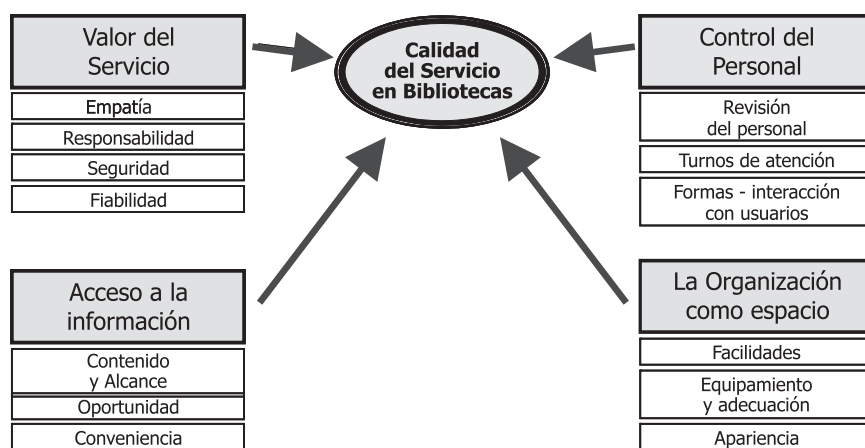 Valor del
Servicio
Empatía
Responsabilidad
Seguridad
Fiabilidad
Calidad
del Servicio
en Bibliotecas
Control del
Personal
Revisión
del personal
Turnos de atención
Formas - interacción
con usuarios
Acceso a la
información
Contenido
y Alcance
Oportunidad
Conveniencia
La Organización
como espacio
Facilidades
Equipamiento
y adecuación
Apariencia